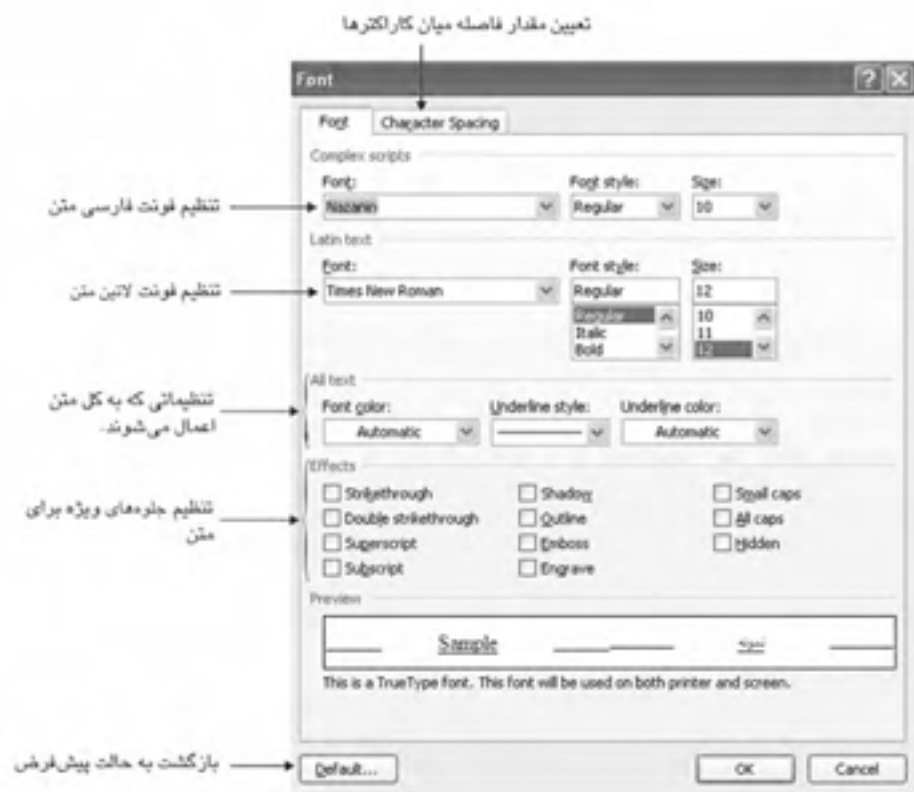 تعیین مقدار فاصله میان کاراکترها
Font
Font Character Spacing
Complex scripts
Font: Font style: Size:
تنظیم فونت فارسی متن
Nazanin Regular 10
Latin text
Font: Font style: Size:
تنظیم فونت لاتین متن
Times New Roman Regular 12
Regular 10
Italic 11
Bold 12
All text
تنظیماتی که به کل متن
اعمال می‌شوند.
Font color: Underline style: Underline color:
Automatic Automatic
Effects
Strikethrough Shadow Small caps
تنظیم جلوه‌های ویژه برای
متن
Double strikethrough Outline All caps
Superscript Emboss Hidden
Subscript Engrave
Preview
Sample نمونه
This is a TrueType font. This font will be used on both printer and screen.
بازگشت به حالت پیش‌فرض
Default... OK Cancel